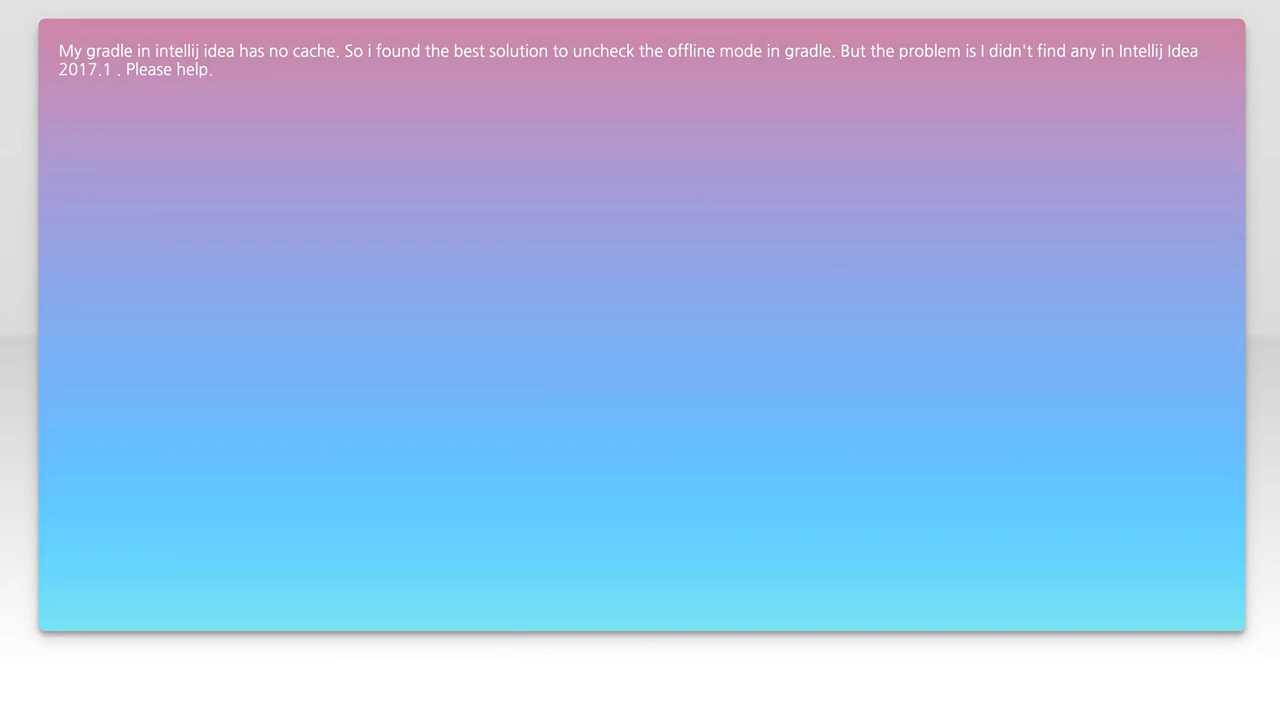 My gradle in intellij idea has no cache. So i found the best solution to uncheck the offline mode in gradle. But the problem is I didn't find any in Intellij Idea
2017.1 . Please help.